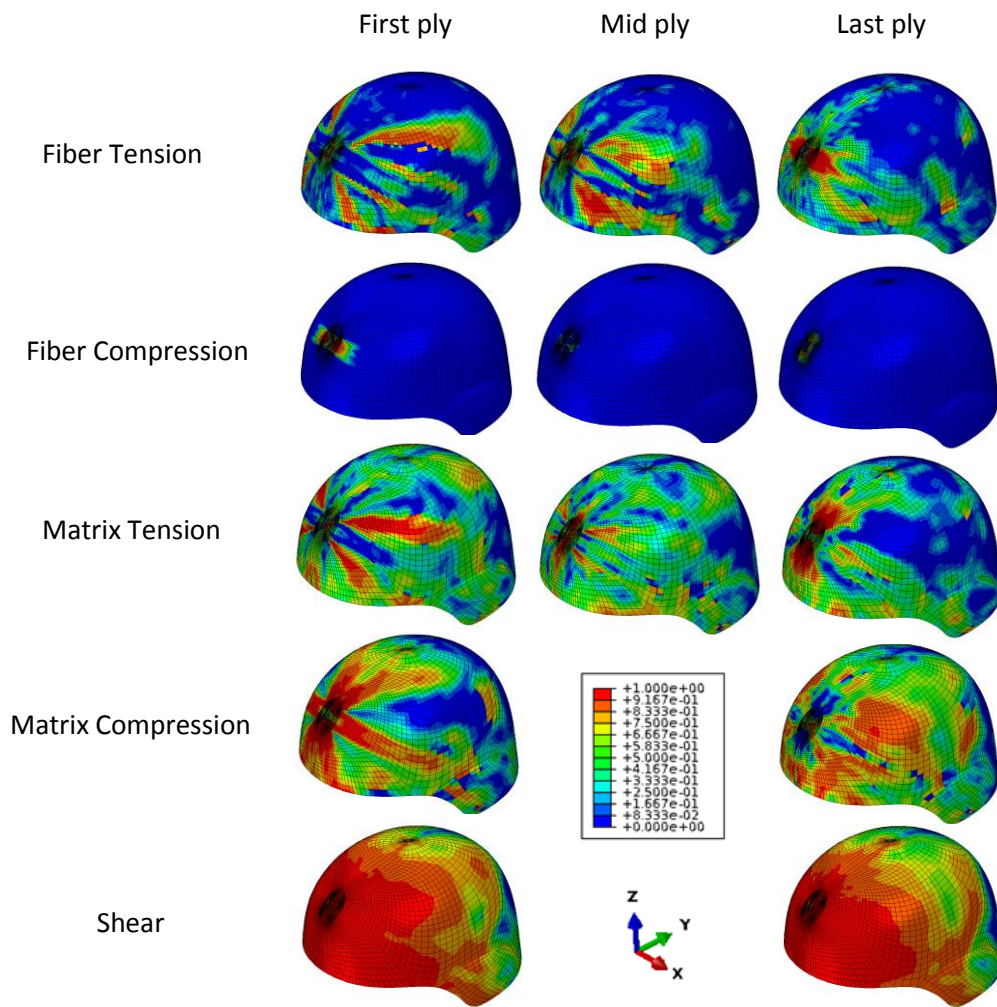 First ply Mid ply Last ply
Fiber Tension
Fiber Compression
Matrix Tension
Matrix Compression
+1.000e+00
+9.167e-01
+8.333e-01
+7.500e-01
+6.667e-01
+5.833e-01
+5.000e-01
+4.167e-01
+3.333e-01
+2.500e-01
+1.667e-01
+8.333e-02
+0.000e+00
Shear
Z
Y
X